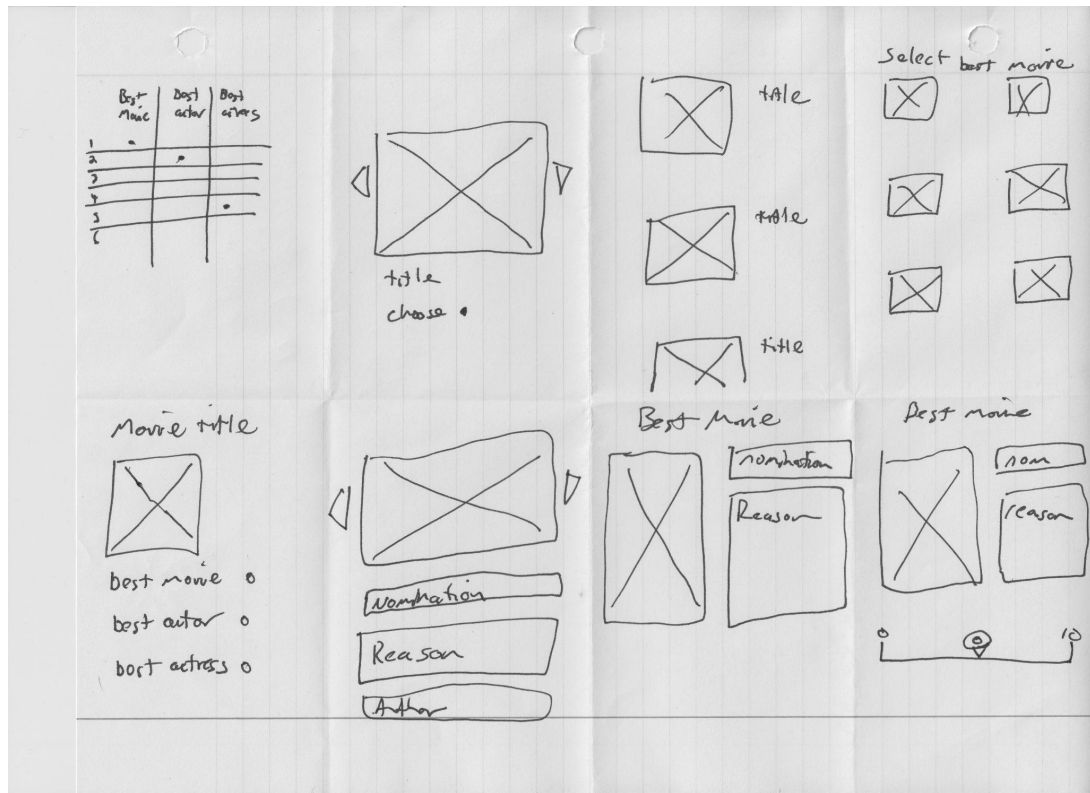 Best Best Best
Movie actor actress
1
2
3
4
5
6
title
choose
title
title
title
Select best movie
Movie title
best movie
best actor
best actress
Nomination
Reason
Author
Best Movie
nomination
Reason
Best movie
nom
reason
0 0 10